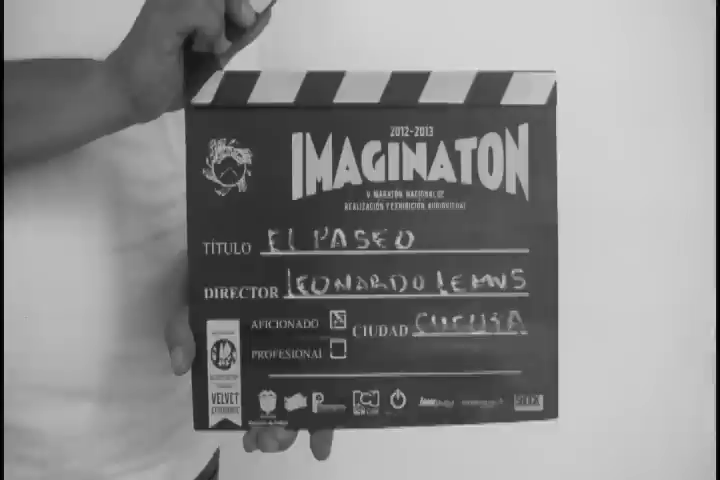 2012-2013
IMAGINATON
V MARATÓN NACIONAL DE
REALIZACIÓN Y EXHIBICIÓN AUDIOVISUAL
TÍTULO EL PASEO
DIRECTOR LEONARDO LEMUS
AFICIONADO
CIUDAD CUCUTA
PROFESIONAL
VELVET